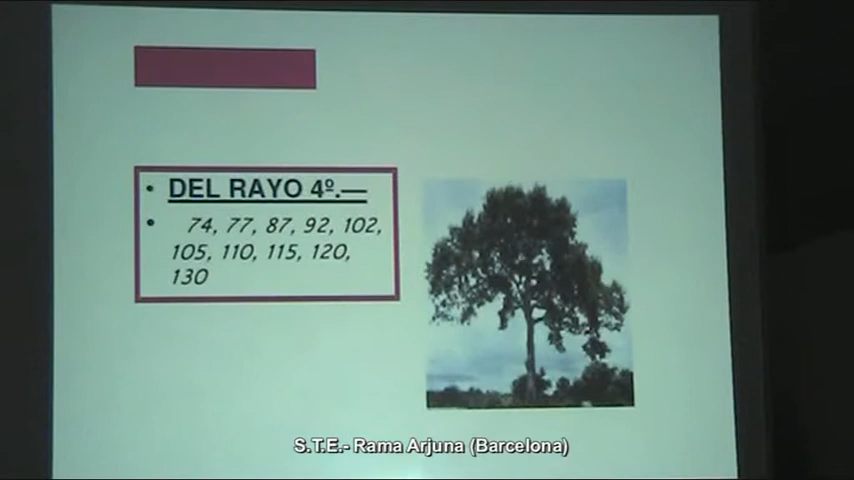 • DEL RAYO 4º.—
• 74, 77, 87, 92, 102,
105, 110, 115, 120,
130
S.T.E.- Rama Arjuna (Barcelona)